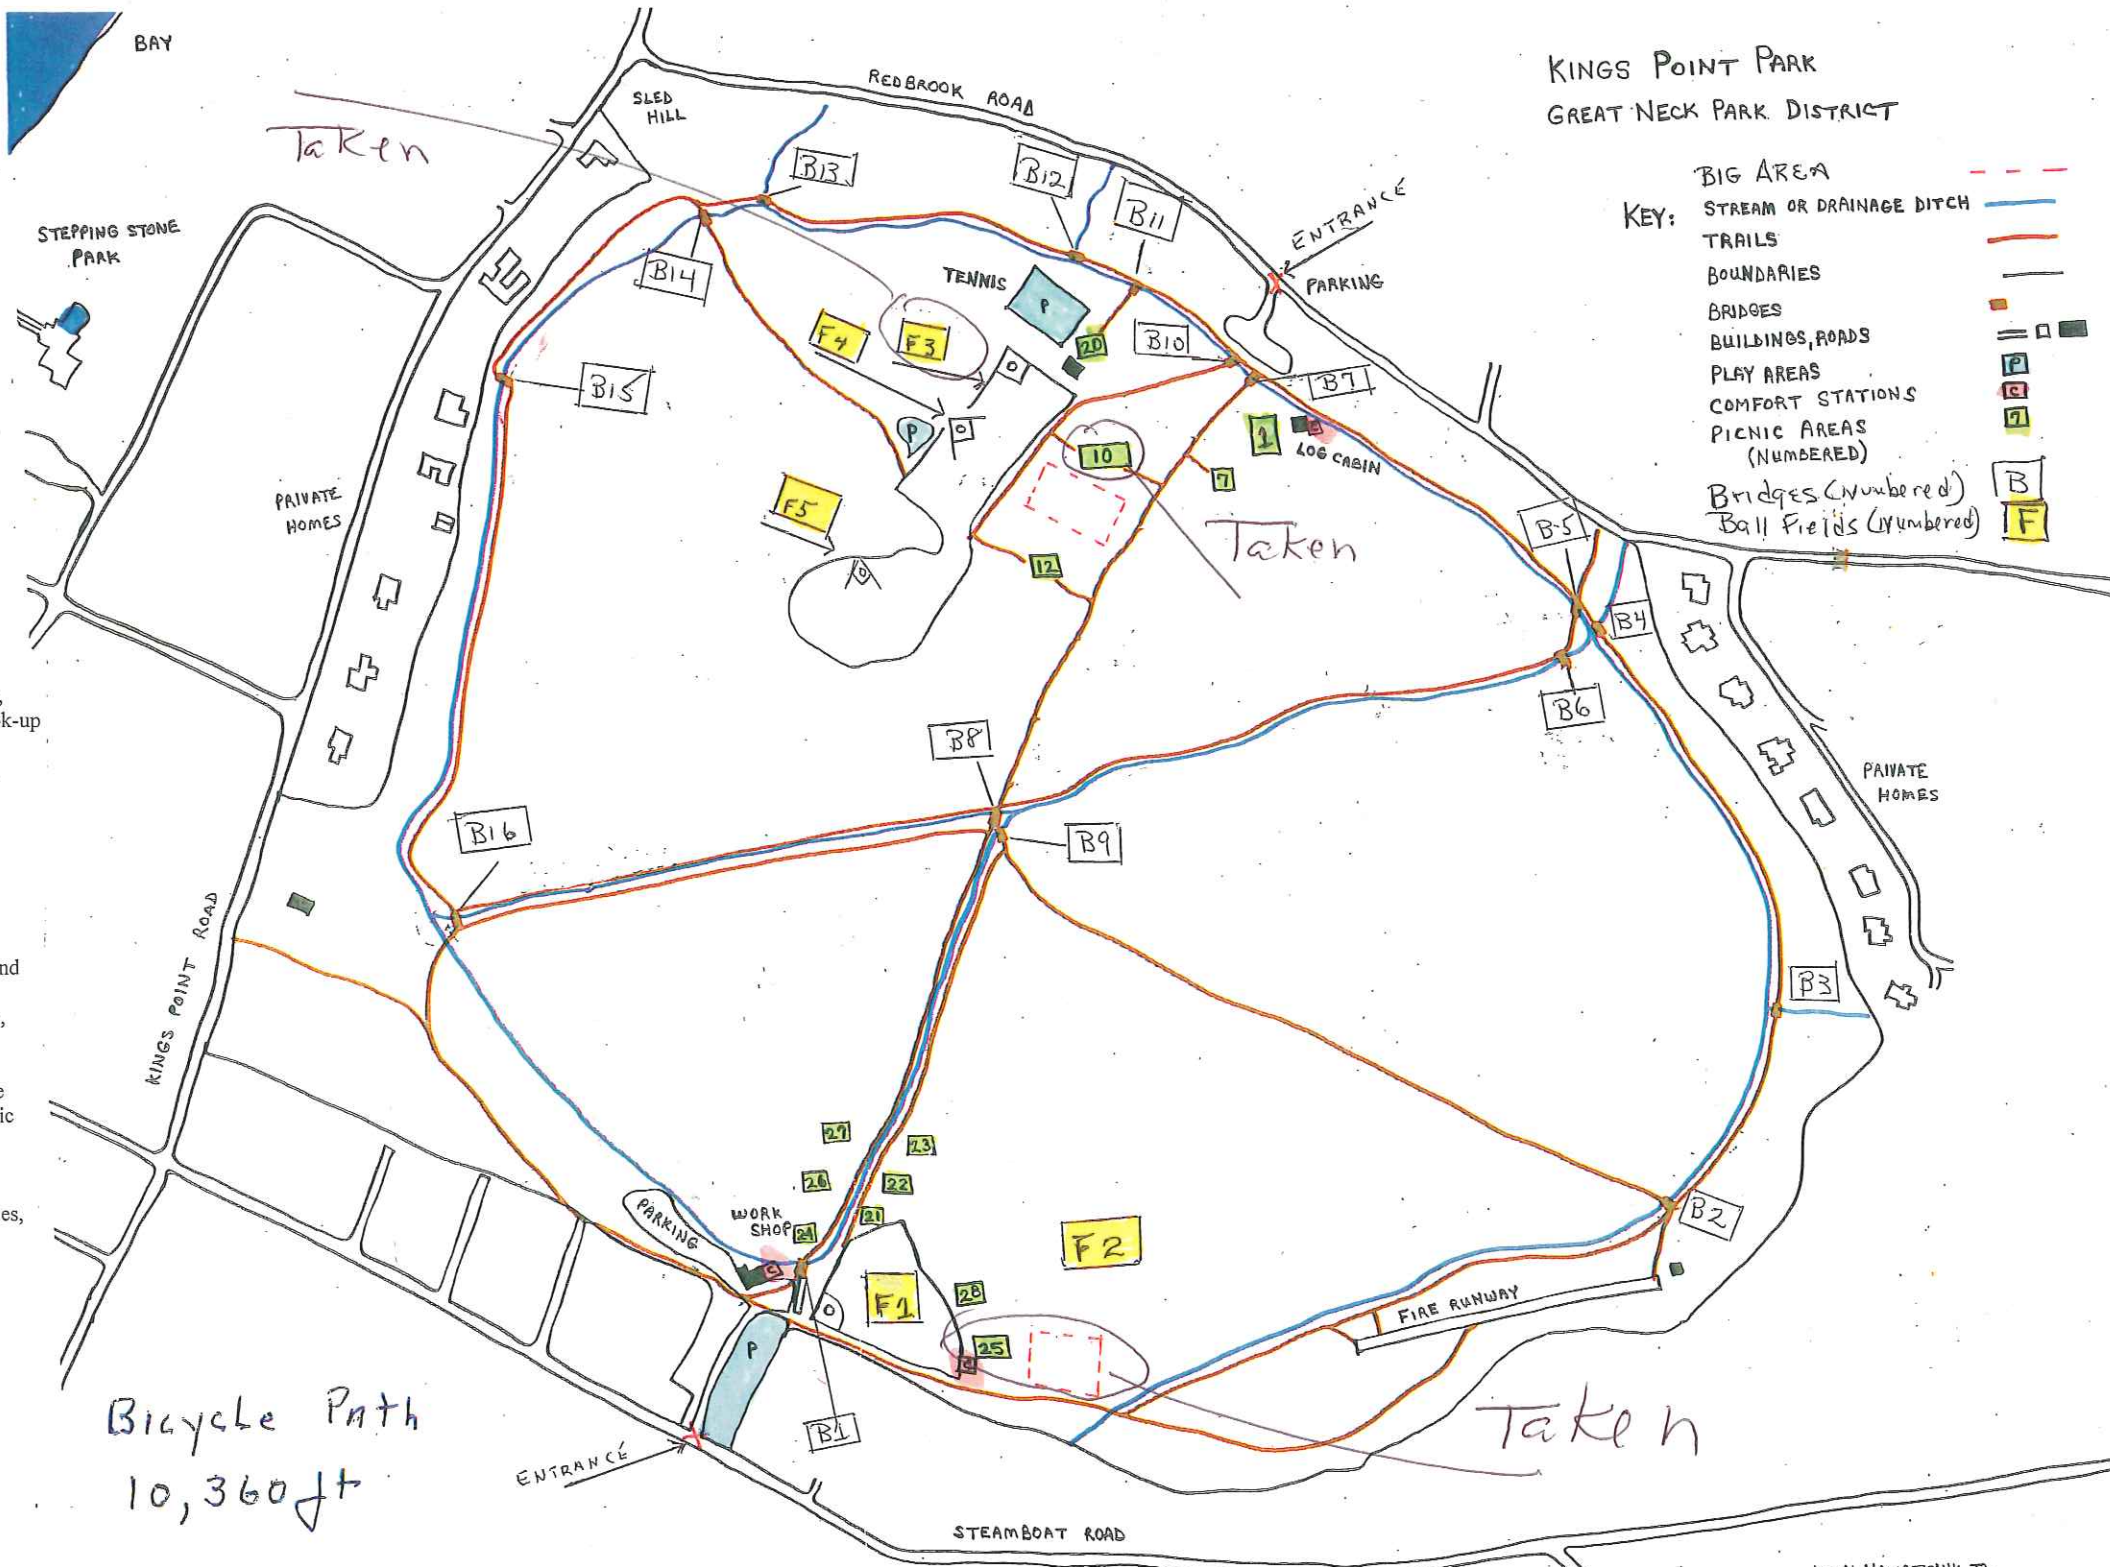 BAY
KINGS POINT PARK
GREAT NECK PARK DISTRICT
REDBROOK ROAD
SLED
HILL
Taken
STEPPING STONE
PARK
KEY:
BIG AREA
STREAM OR DRAINAGE DITCH
TRAILS
BOUNDARIES
BRIDGES
BUILDINGS, ROADS
PLAY AREAS
P
COMFORT STATIONS
C
PICNIC AREAS
(NUMBERED)
7
Bridges (Numbered)
B
Ball Fields (Numbered)
F
B13
B12
B11
ENTRANCE
PARKING
B14
TENNIS
P
F4
F3
20
B10
B7
B15
P
1
C
LOG CABIN
10
7
F5
Taken
PRIVATE
HOMES
12
B-5
B4
B6
k-up
B8
PRIVATE
HOMES
B16
B9
KINGS POINT ROAD
nd
B3
e
ic
27
23
26
22
es,
PARKING
WORK
SHOP
21
B2
C
F1
F2
28
FIRE RUNWAY
P
25
C
Taken
Bicycle Path
10,360 ft
B1
ENTRANCE
STEAMBOAT ROAD